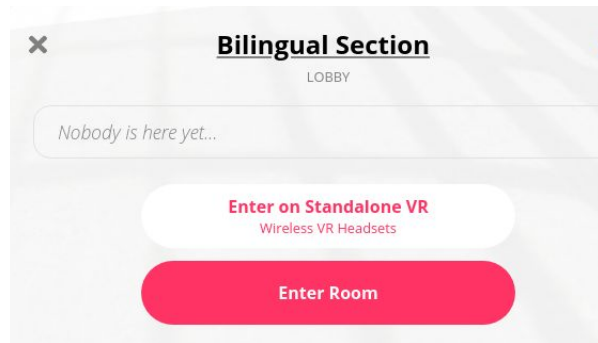 Bilingual Section
LOBBY
Nobody is here yet...
Enter on Standalone VR
Wireless VR Headsets
Enter Room